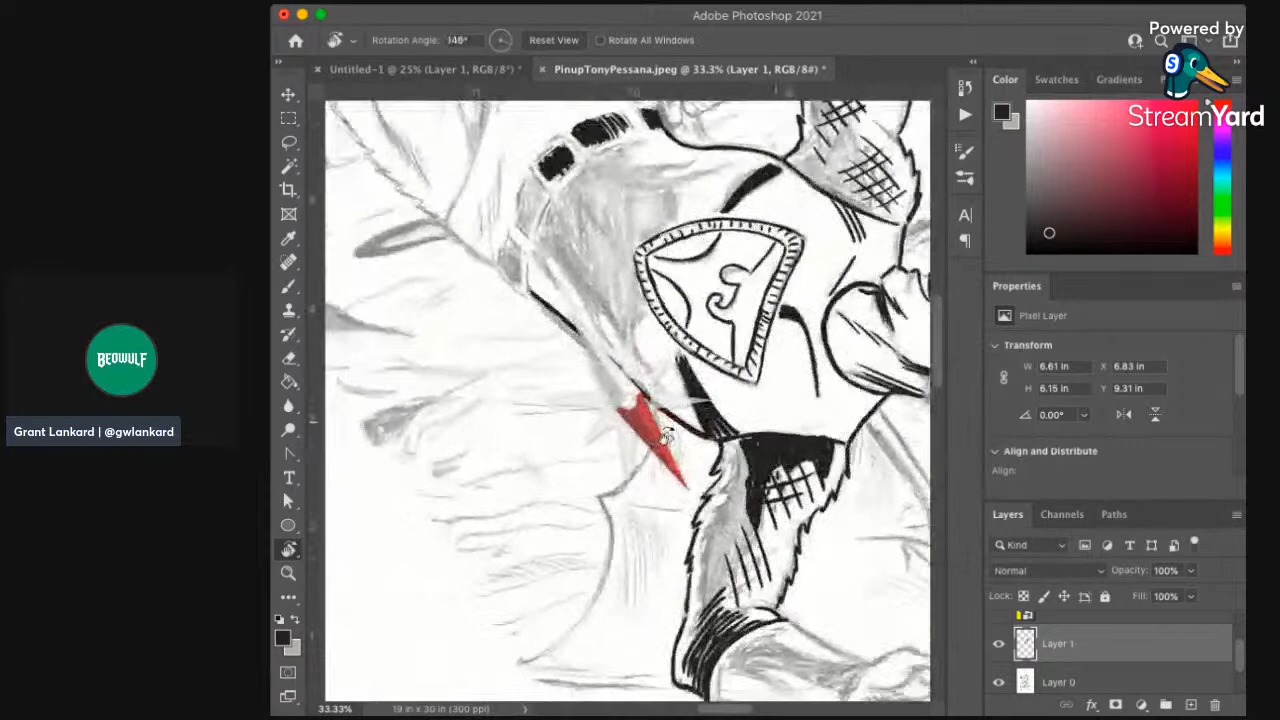 Adobe Photoshop 2021
Powered by
StreamYard
Rotation Angle: 146°
Reset View
Rotate All Windows
Untitled-1 @ 25% (Layer 1, RGB/8*) *
PinupTonyPessana.jpeg @ 33.3% (Layer 1, RGB/8#) *
Color
Swatches
Gradients
Properties
Pixel Layer
Transform
W 6.61 in
X 6.83 in
H 6.15 in
Y 9.31 in
0.00°
Align and Distribute
Align:
Layers
Channels
Paths
Kind
Normal
Opacity: 100%
Lock:
Fill: 100%
Layer 1
Layer 0
BEOWULF
Grant Lankard | @gwlankard
33.33%
19 in x 30 in (300 ppi)